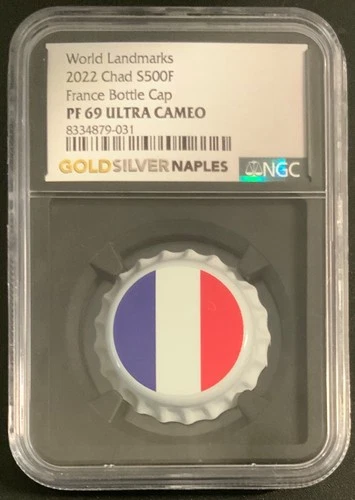 World Landmarks
2022 Chad S500F
France Bottle Cap
PF 69 ULTRA CAMEO
8334879-031
GOLDSILVERNAPLES NGC